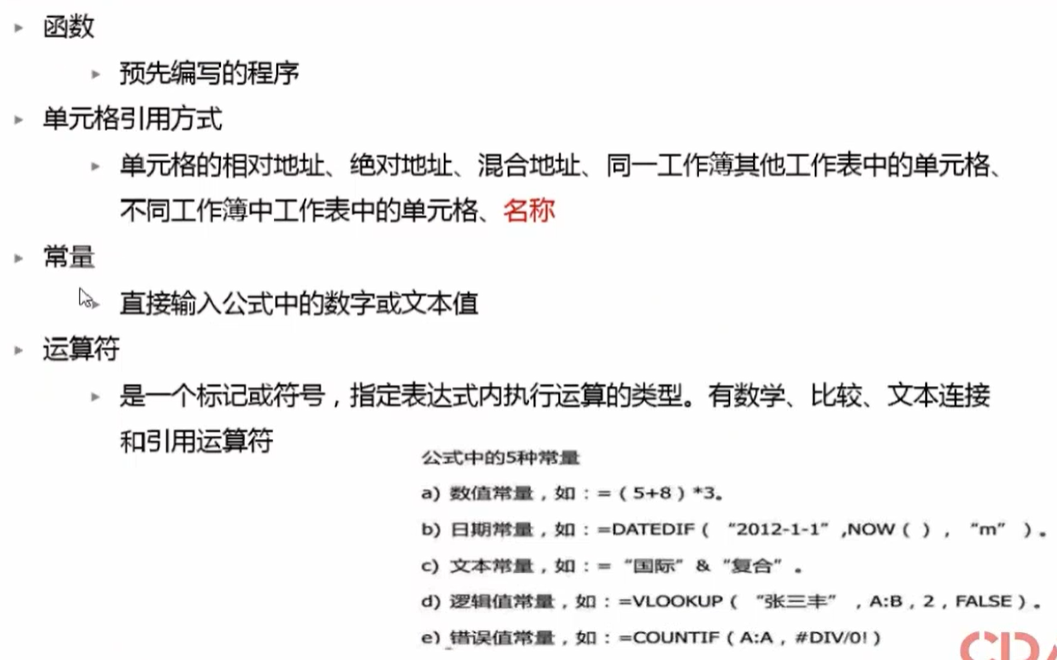 函数
预先编写的程序
单元格引用方式
单元格的相对地址、绝对地址、混合地址、同一工作簿其他工作表中的单元格、
不同工作簿中工作表中的单元格、名称
常量
直接输入公式中的数字或文本值
运算符
是一个标记或符号，指定表达式内执行运算的类型。有数学、比较、文本连接
和引用运算符
公式中的5种常量
a) 数值常量，如：=（5+8）*3。
b) 日期常量，如：=DATEDIF（ “2012-1-1”,NOW（ ）， “m” ）。
c) 文本常量，如：= “国际” & “复合” 。
d) 逻辑值常量，如：=VLOOKUP（ “张三丰” ，A:B，2，FALSE）。
e) 错误值常量，如：=COUNTIF（A:A，#DIV/0!）